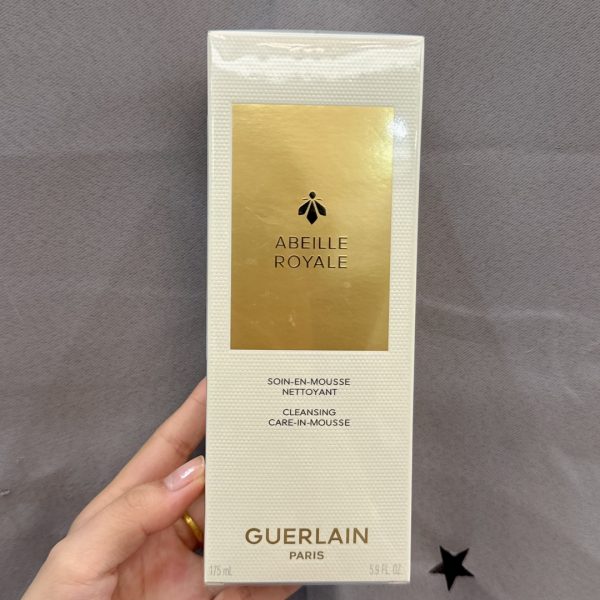 ABEILLE
ROYALE
SOIN-EN-MOUSSE
NETTOYANT
CLEANSING
CARE-IN-MOUSSE
GUERLAIN
PARIS
175 mL 5.9 FL. OZ.